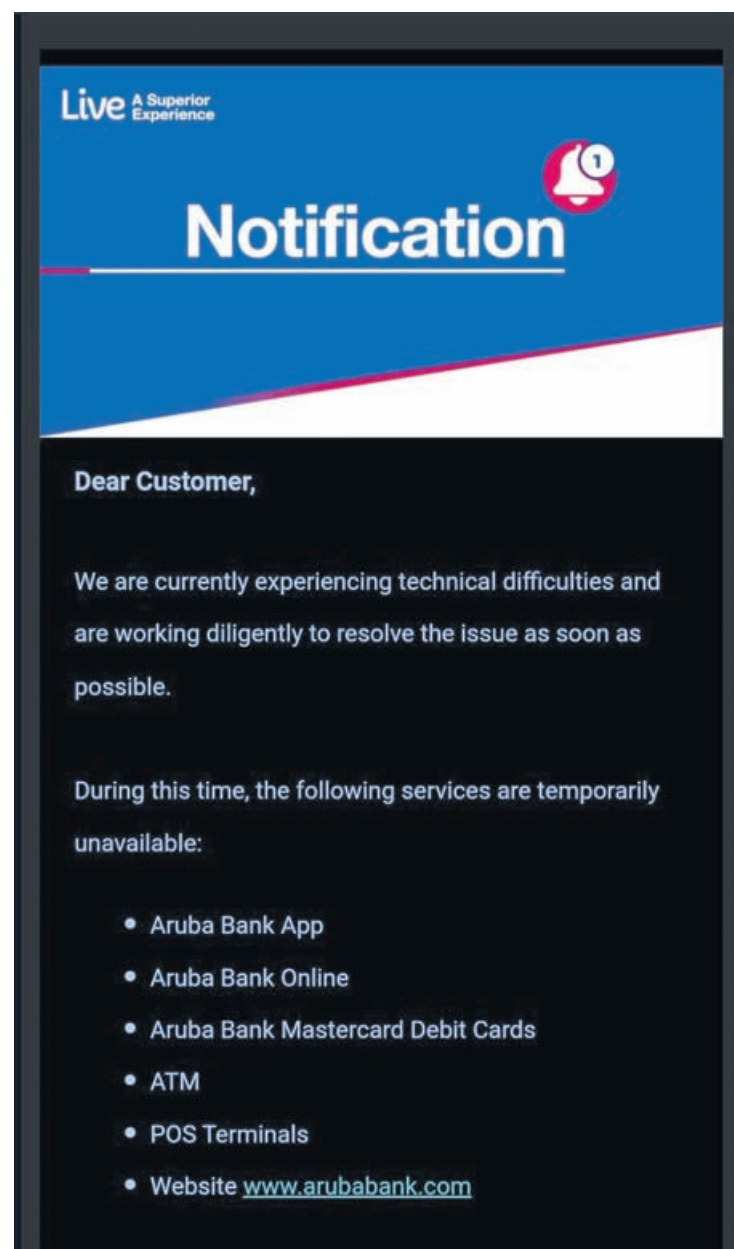 Live A Superior
Experience
1
Notification
Dear Customer,
We are currently experiencing technical difficulties and
are working diligently to resolve the issue as soon as
possible.
During this time, the following services are temporarily
unavailable:
• Aruba Bank App
• Aruba Bank Online
• Aruba Bank Mastercard Debit Cards
• ATM
• POS Terminals
• Website www.arubabank.com